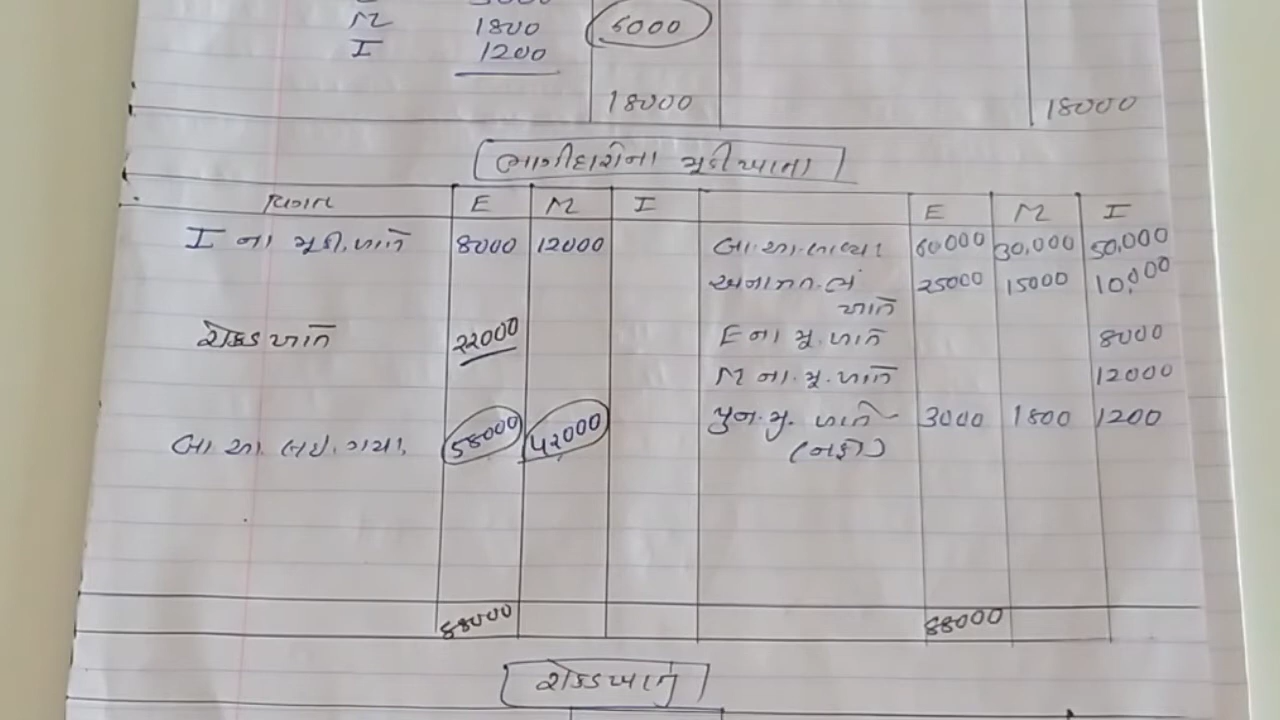 M 1800 6000
I 1200
18000 18000
ભાગીદારોના મૂડી ખાતા
વિગત E M I E M I
I ના મૂડી.ખાતે 8000 12000 બા.આ.લાવ્યા 60000 30,000 50,000
અનામત.ભં 25000 15000 10,000
ખાતે
રોકડ ખાતે 22000 E ના મૂ.ખાતે 8000
M ના.મૂ.ખાતે 12000
બા.આ.લઈ.ગયા. 58000 42000 પુન.મૂ. ખાતે 3000 1800 1200
(નફો)
88000 88000
રોકડ ખાતું